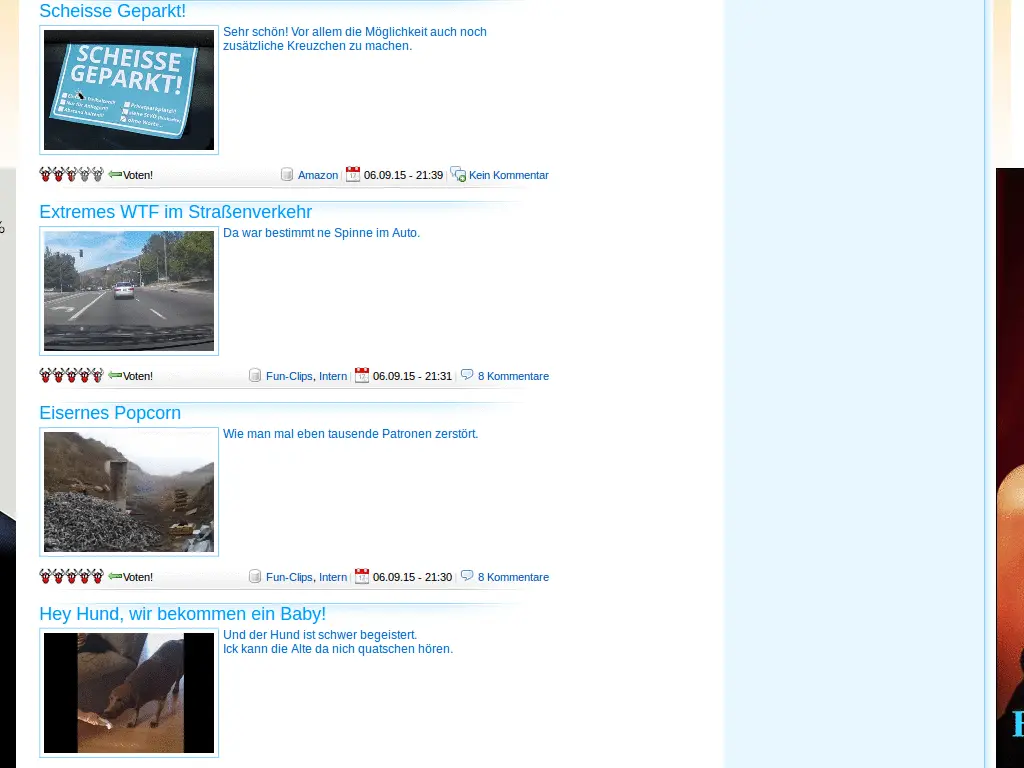 Scheisse Geparkt!
Sehr schön! Vor allem die Möglichkeit auch noch
zusätzliche Kreuzchen zu machen.
SCHEISSE
GEPARKT!
Voten!
Amazon | 06.09.15 - 21:39 | Kein Kommentar
Extremes WTF im Straßenverkehr
Da war bestimmt ne Spinne im Auto.
Voten!
Fun-Clips, Intern | 06.09.15 - 21:31 | 8 Kommentare
Eisernes Popcorn
Wie man mal eben tausende Patronen zerstört.
Voten!
Fun-Clips, Intern | 06.09.15 - 21:30 | 8 Kommentare
Hey Hund, wir bekommen ein Baby!
Und der Hund ist schwer begeistert.
Ick kann die Alte da nich quatschen hören.